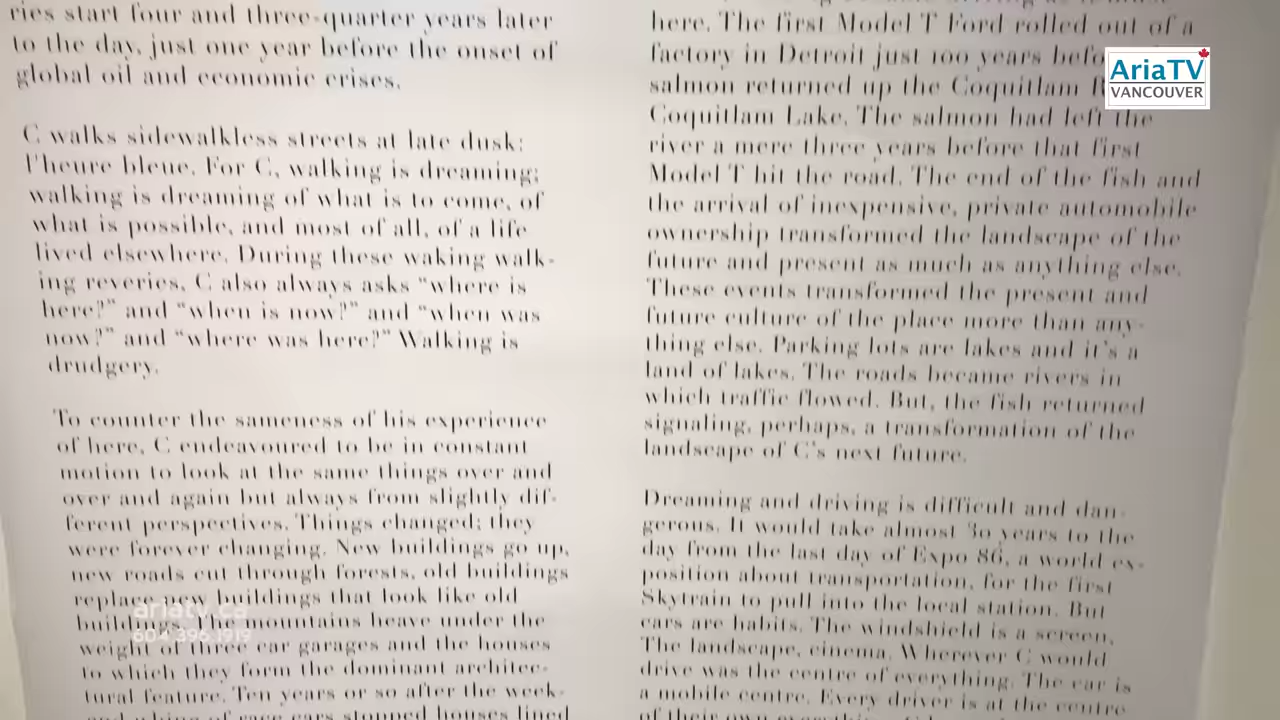 ries start four and three-quarter years later
to the day, just one year before the onset of
global oil and economic crises.
C walks sidewalkless streets at late dusk:
l'heure bleue. For C, walking is dreaming;
walking is dreaming of what is to come, of
what is possible, and most of all, of a life
lived elsewhere. During these waking walk-
ing reveries, C also always asks "where is
here?" and "when is now?" and "when was
now?" and "where was here?" Walking is
drudgery.
To counter the sameness of his experience
of here, C endeavoured to be in constant
motion to look at the same things over and
over and again but always from slightly dif-
ferent perspectives. Things changed; they
were forever changing. New buildings go up,
new roads cut through forests, old buildings
replace new buildings that look like old
buildings. The mountains heave under the
weight of three car garages and the houses
to which they form the dominant architec-
tural feature. Ten years or so after the week-
of race cars stopped houses lined
here. The first Model T Ford rolled out of a
factory in Detroit just 100 years
salmon returned up the Coquitlam
Coquitlam Lake. The salmon had left the
river a mere three years before that first
Model T hit the road. The end of the fish and
the arrival of inexpensive, private automobile
ownership transformed the landscape of the
future and present as much as anything else.
These events transformed the present and
future culture of the place more than any-
thing else. Parking lots are lakes and it's a
land of lakes. The roads became rivers in
which traffic flowed. But, the fish returned
signaling, perhaps, a transformation of the
landscape of C's next future.
Dreaming and driving is difficult and dan-
gerous. It would take almost 30 years to the
day from the last day of Expo 86, a world ex-
position about transportation, for the first
Skytrain to pull into the local station. But
cars are habits. The windshield is a screen,
The landscape, cinema. Wherever C would
drive was the centre of everything. The car is
a mobile centre. Every driver is at the centre
of their own
AriaTV
VANCOUVER
ariatv.ca
604.396.1919